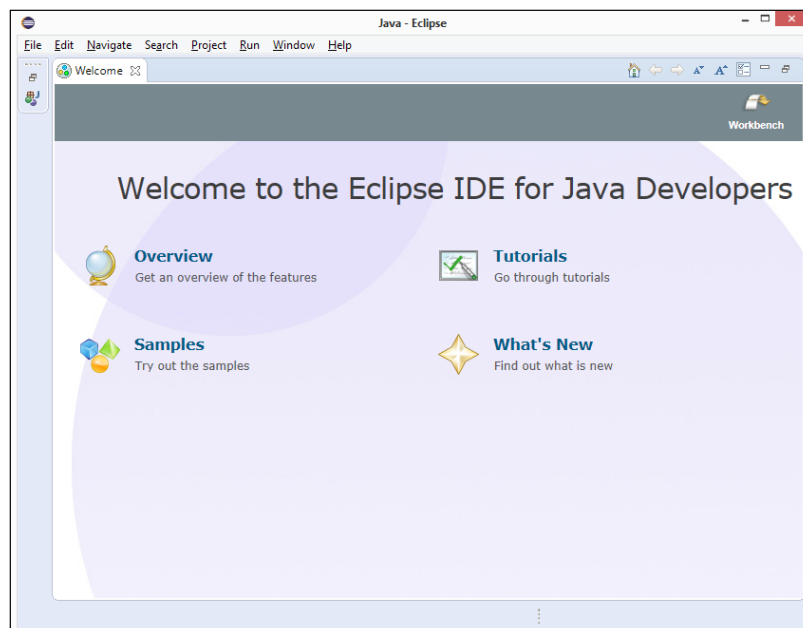 Java - Eclipse
File Edit Navigate Search Project Run Window Help
Welcome
Workbench
Welcome to the Eclipse IDE for Java Developers
Overview
Get an overview of the features
Tutorials
Go through tutorials
Samples
Try out the samples
What's New
Find out what is new